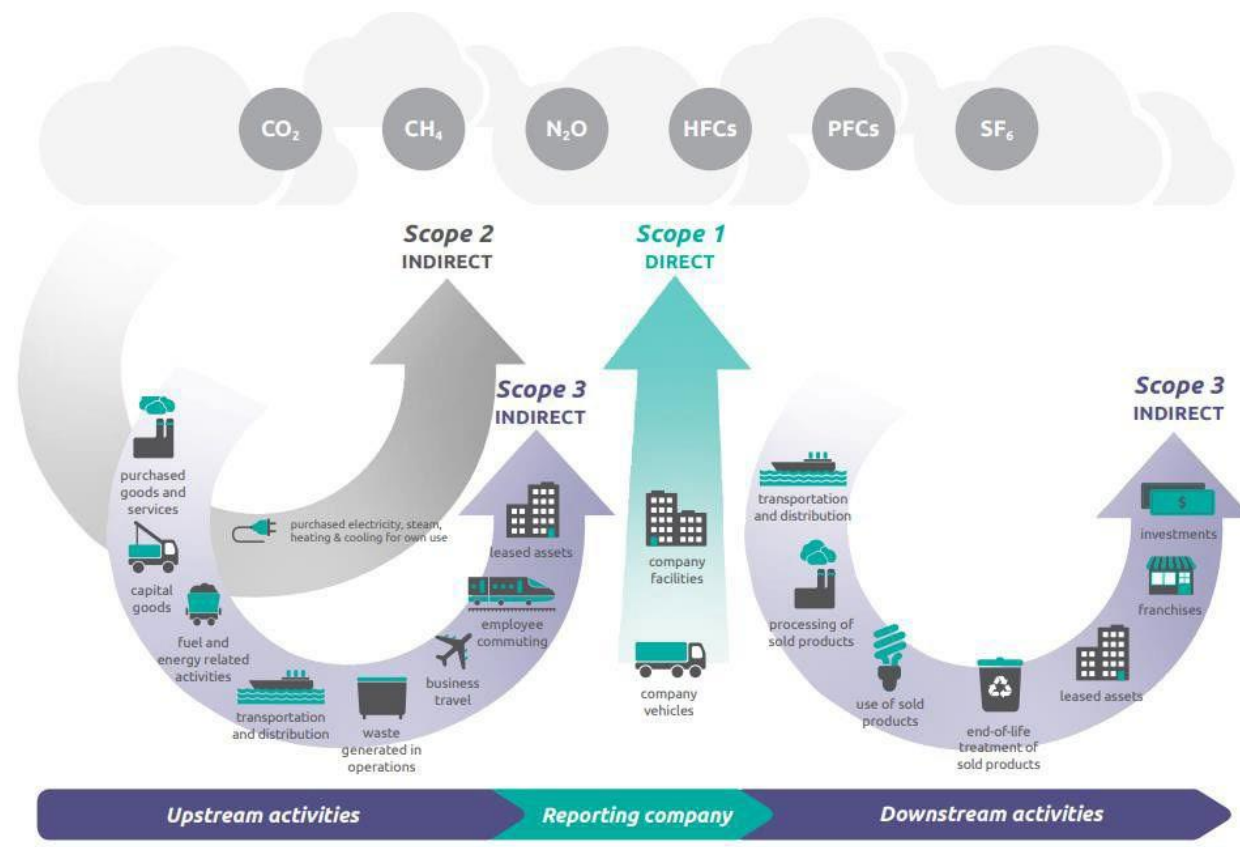 CO₂
CH₄
N₂O
HFCs
PFCs
SF₆
Scope 2
INDIRECT
Scope 1
DIRECT
Scope 3
INDIRECT
Scope 3
INDIRECT
purchased
goods and
services
capital
goods
fuel and
energy related
activities
transportation
and distribution
waste
generated in
operations
business
travel
employee
commuting
leased assets
purchased electricity, steam,
heating & cooling for own use
company
facilities
company
vehicles
transportation
and distribution
processing of
sold products
use of sold
products
end-of-life
treatment of
sold products
leased assets
franchises
$
investments
Upstream activities
Reporting company
Downstream activities